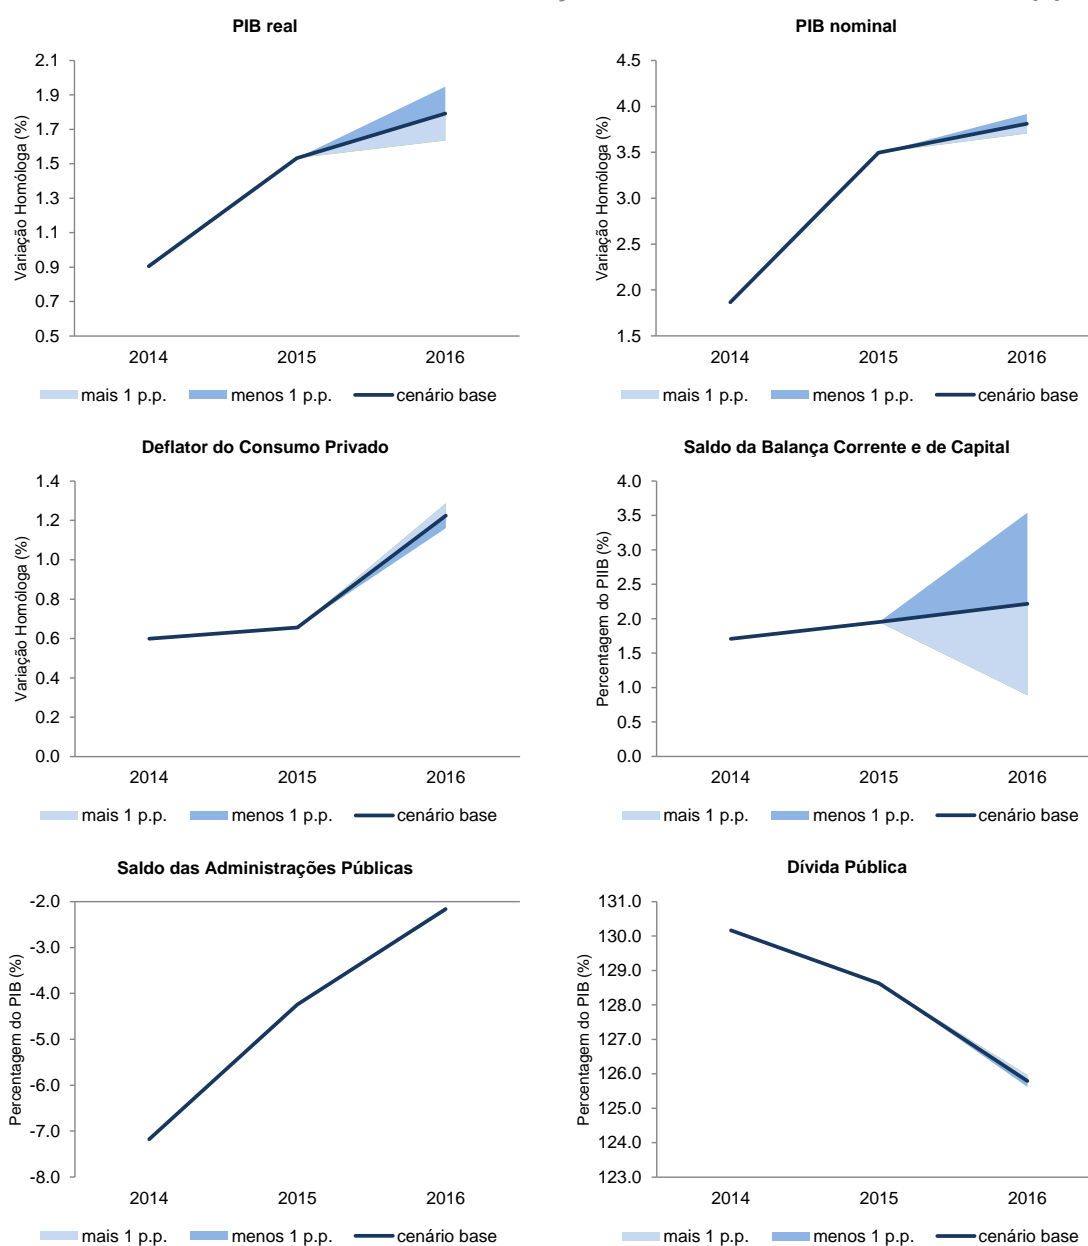 PIB real
Variação Homóloga (%)
2.1
1.9
1.7
1.5
1.3
1.1
0.9
0.7
0.5
2014 2015 2016
mais 1 p.p. menos 1 p.p. cenário base
PIB nominal
Variação Homóloga (%)
4.5
4.0
3.5
3.0
2.5
2.0
1.5
2014 2015 2016
mais 1 p.p. menos 1 p.p. cenário base
Deflator do Consumo Privado
Variação Homóloga (%)
1.4
1.2
1.0
0.8
0.6
0.4
0.2
0.0
2014 2015 2016
mais 1 p.p. menos 1 p.p. cenário base
Saldo da Balança Corrente e de Capital
Percentagem do PIIB (%)
4.0
3.5
3.0
2.5
2.0
1.5
1.0
0.5
0.0
2014 2015 2016
mais 1 p.p. menos 1 p.p. cenário base
Saldo das Administrações Públicas
Percentagem do PIB (%)
-2.0
-3.0
-4.0
-5.0
-6.0
-7.0
-8.0
2014 2015 2016
mais 1 p.p. menos 1 p.p. cenário base
Dívida Pública
Percentagem do PIB (%)
131.0
130.0
129.0
128.0
127.0
126.0
125.0
124.0
123.0
2014 2015 2016
mais 1 p.p. menos 1 p.p. cenário base